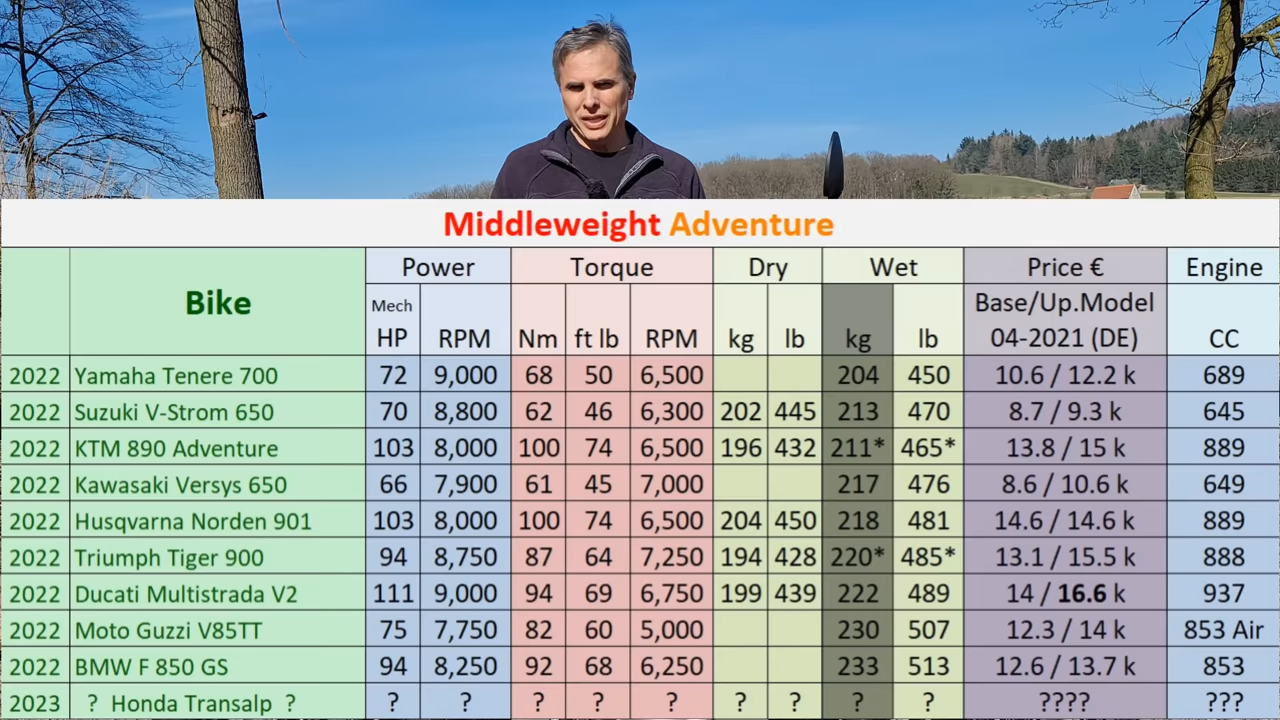 Middleweight Adventure
Bike Power Torque Dry Wet Price € Engine
Mech HP RPM Nm ft lb RPM kg lb kg lb Base/Up.Model 04-2021 (DE) CC
2022 Yamaha Tenere 700 72 9,000 68 50 6,500 204 450 10.6 / 12.2 k 689
2022 Suzuki V-Strom 650 70 8,800 62 46 6,300 202 445 213 470 8.7 / 9.3 k 645
2022 KTM 890 Adventure 103 8,000 100 74 6,500 196 432 211* 465* 13.8 / 15 k 889
2022 Kawasaki Versys 650 66 7,900 61 45 7,000 217 476 8.6 / 10.6 k 649
2022 Husqvarna Norden 901 103 8,000 100 74 6,500 204 450 218 481 14.6 / 14.6 k 889
2022 Triumph Tiger 900 94 8,750 87 64 7,250 194 428 220* 485* 13.1 / 15.5 k 888
2022 Ducati Multistrada V2 111 9,000 94 69 6,750 199 439 222 489 14 / 16.6 k 937
2022 Moto Guzzi V85TT 75 7,750 82 60 5,000 230 507 12.3 / 14 k 853 Air
2022 BMW F 850 GS 94 8,250 92 68 6,250 233 513 12.6 / 13.7 k 853
2023 ? Honda Transalp ? ? ? ? ? ? ? ? ? ? ???? ???